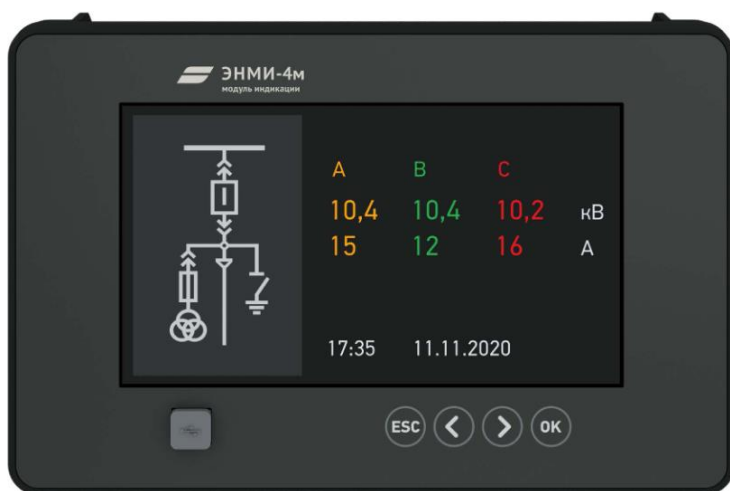 ЭНМИ-4м
модуль индикации
A B C
10,4 10,4 10,2 кВ
15 12 16 А
17:35 11.11.2020
ESC OK